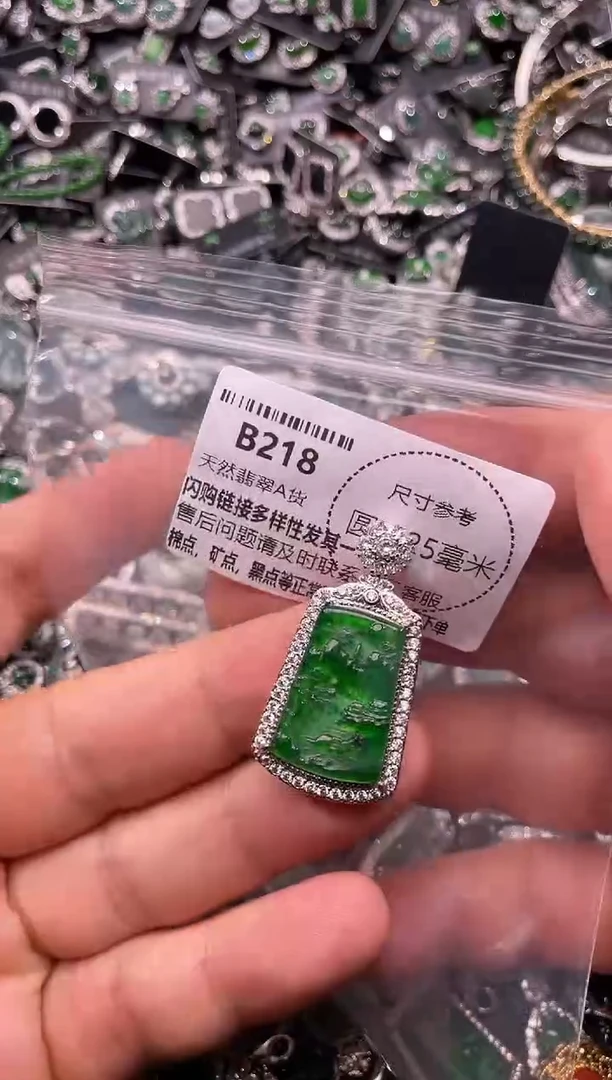 B218
天然翡翠A货
闪购链接多样性发其一
售后问题请及时联系 客服
棉点，矿点，黑点等正常
下单
尺寸参考
圆 25毫米